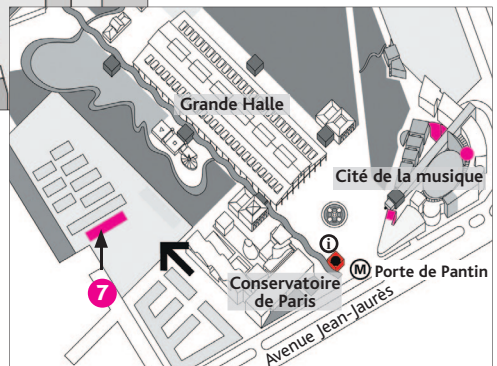 Grande Halle
Cité de la musique
i
M Porte de Pantin
Conservatoire
de Paris
7
Avenue Jean-Jaurès